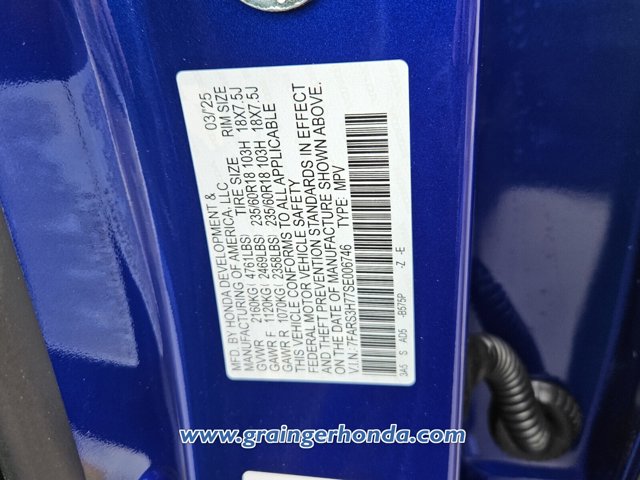 MFD. BY HONDA DEVELOPMENT & 03/'25
MANUFACTURING OF AMERICA, LLC
TIRE SIZE RIM SIZE
GVWR 2160KG( 4761LBS) 235/60R18 103H 18X7.5J
GAWR F 1120KG( 2469LBS) 235/60R18 103H 18X7.5J
GAWR R 1070KG( 2358LBS)
THIS VEHICLE CONFORMS TO ALL APPLICABLE
FEDERAL MOTOR VEHICLE SAFETY
AND THEFT PREVENTION STANDARDS IN EFFECT
ON THE DATE OF MANUFACTURE SHOWN ABOVE.
V.I.N.: 7FARS3H77SE006746 TYPE: MPV
3A5 S AD5 -B575P -Z -E
www.graingerhonda.com